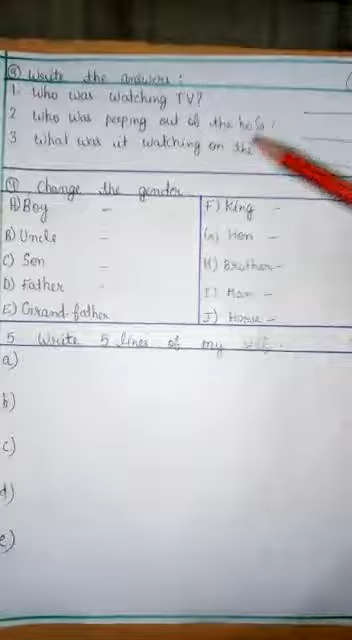 Q Write the answers:
1. Who was watching TV?
2 Who was peeping out of the hole?
3 What was it watching on the
Q Change the gender
A) Boy -
B) Uncle -
C) Son -
D) Father -
E) Grand-father
F) King -
G) Hen -
H) Brother -
I) Man -
J) Horse -
5 Write 5 lines of my
a)
b)
c)
d)
e)